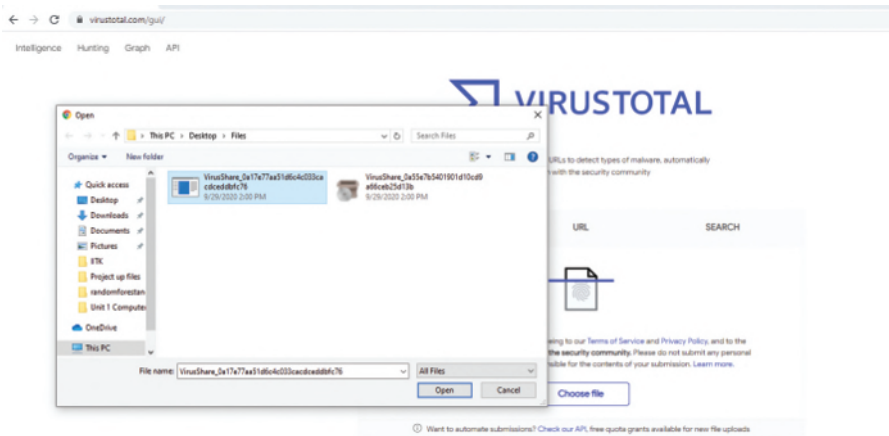 virustotal.com/gui/
Intelligence Hunting Graph API
VIRUSTOTAL
Open
This PC > Desktop > Files
Search Files
Organize New folder
URLs to detect types of malware, automatically
with the security community
Quick access
Desktop
Downloads
Documents
Pictures
Project up files
randomforestan
Unit 1 Compute
OneDrive
This PC
VirusShare_0a17e77aa51d6c4c033ca
cdceddbfc76
9/29/2020 2:00 PM
VirusShare_0a55e7b5401901d10cd9
a66ceb25d13b
9/29/2020 2:00 PM
URL SEARCH
File name: VirusShare_0a17e77aa51d6c4c033cacdceddbfc76 All Files
Open Cancel
to our Terms of Service and Privacy Policy, and to the
the security community. Please do not submit any personal
for the contents of your submission. Learn more.
Choose file
Want to automate submissions? Check our API, free quota grants available for new file uploads